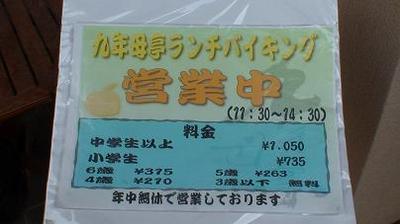 九年母亭ランチバイキング
営業中
(11:30～14:30)
料金
中学生以上 ¥1.050
小学生 ¥735
6歳 ¥315 5歳 ¥263
4歳 ¥210 3歳以下 無料
年中無休で営業しております